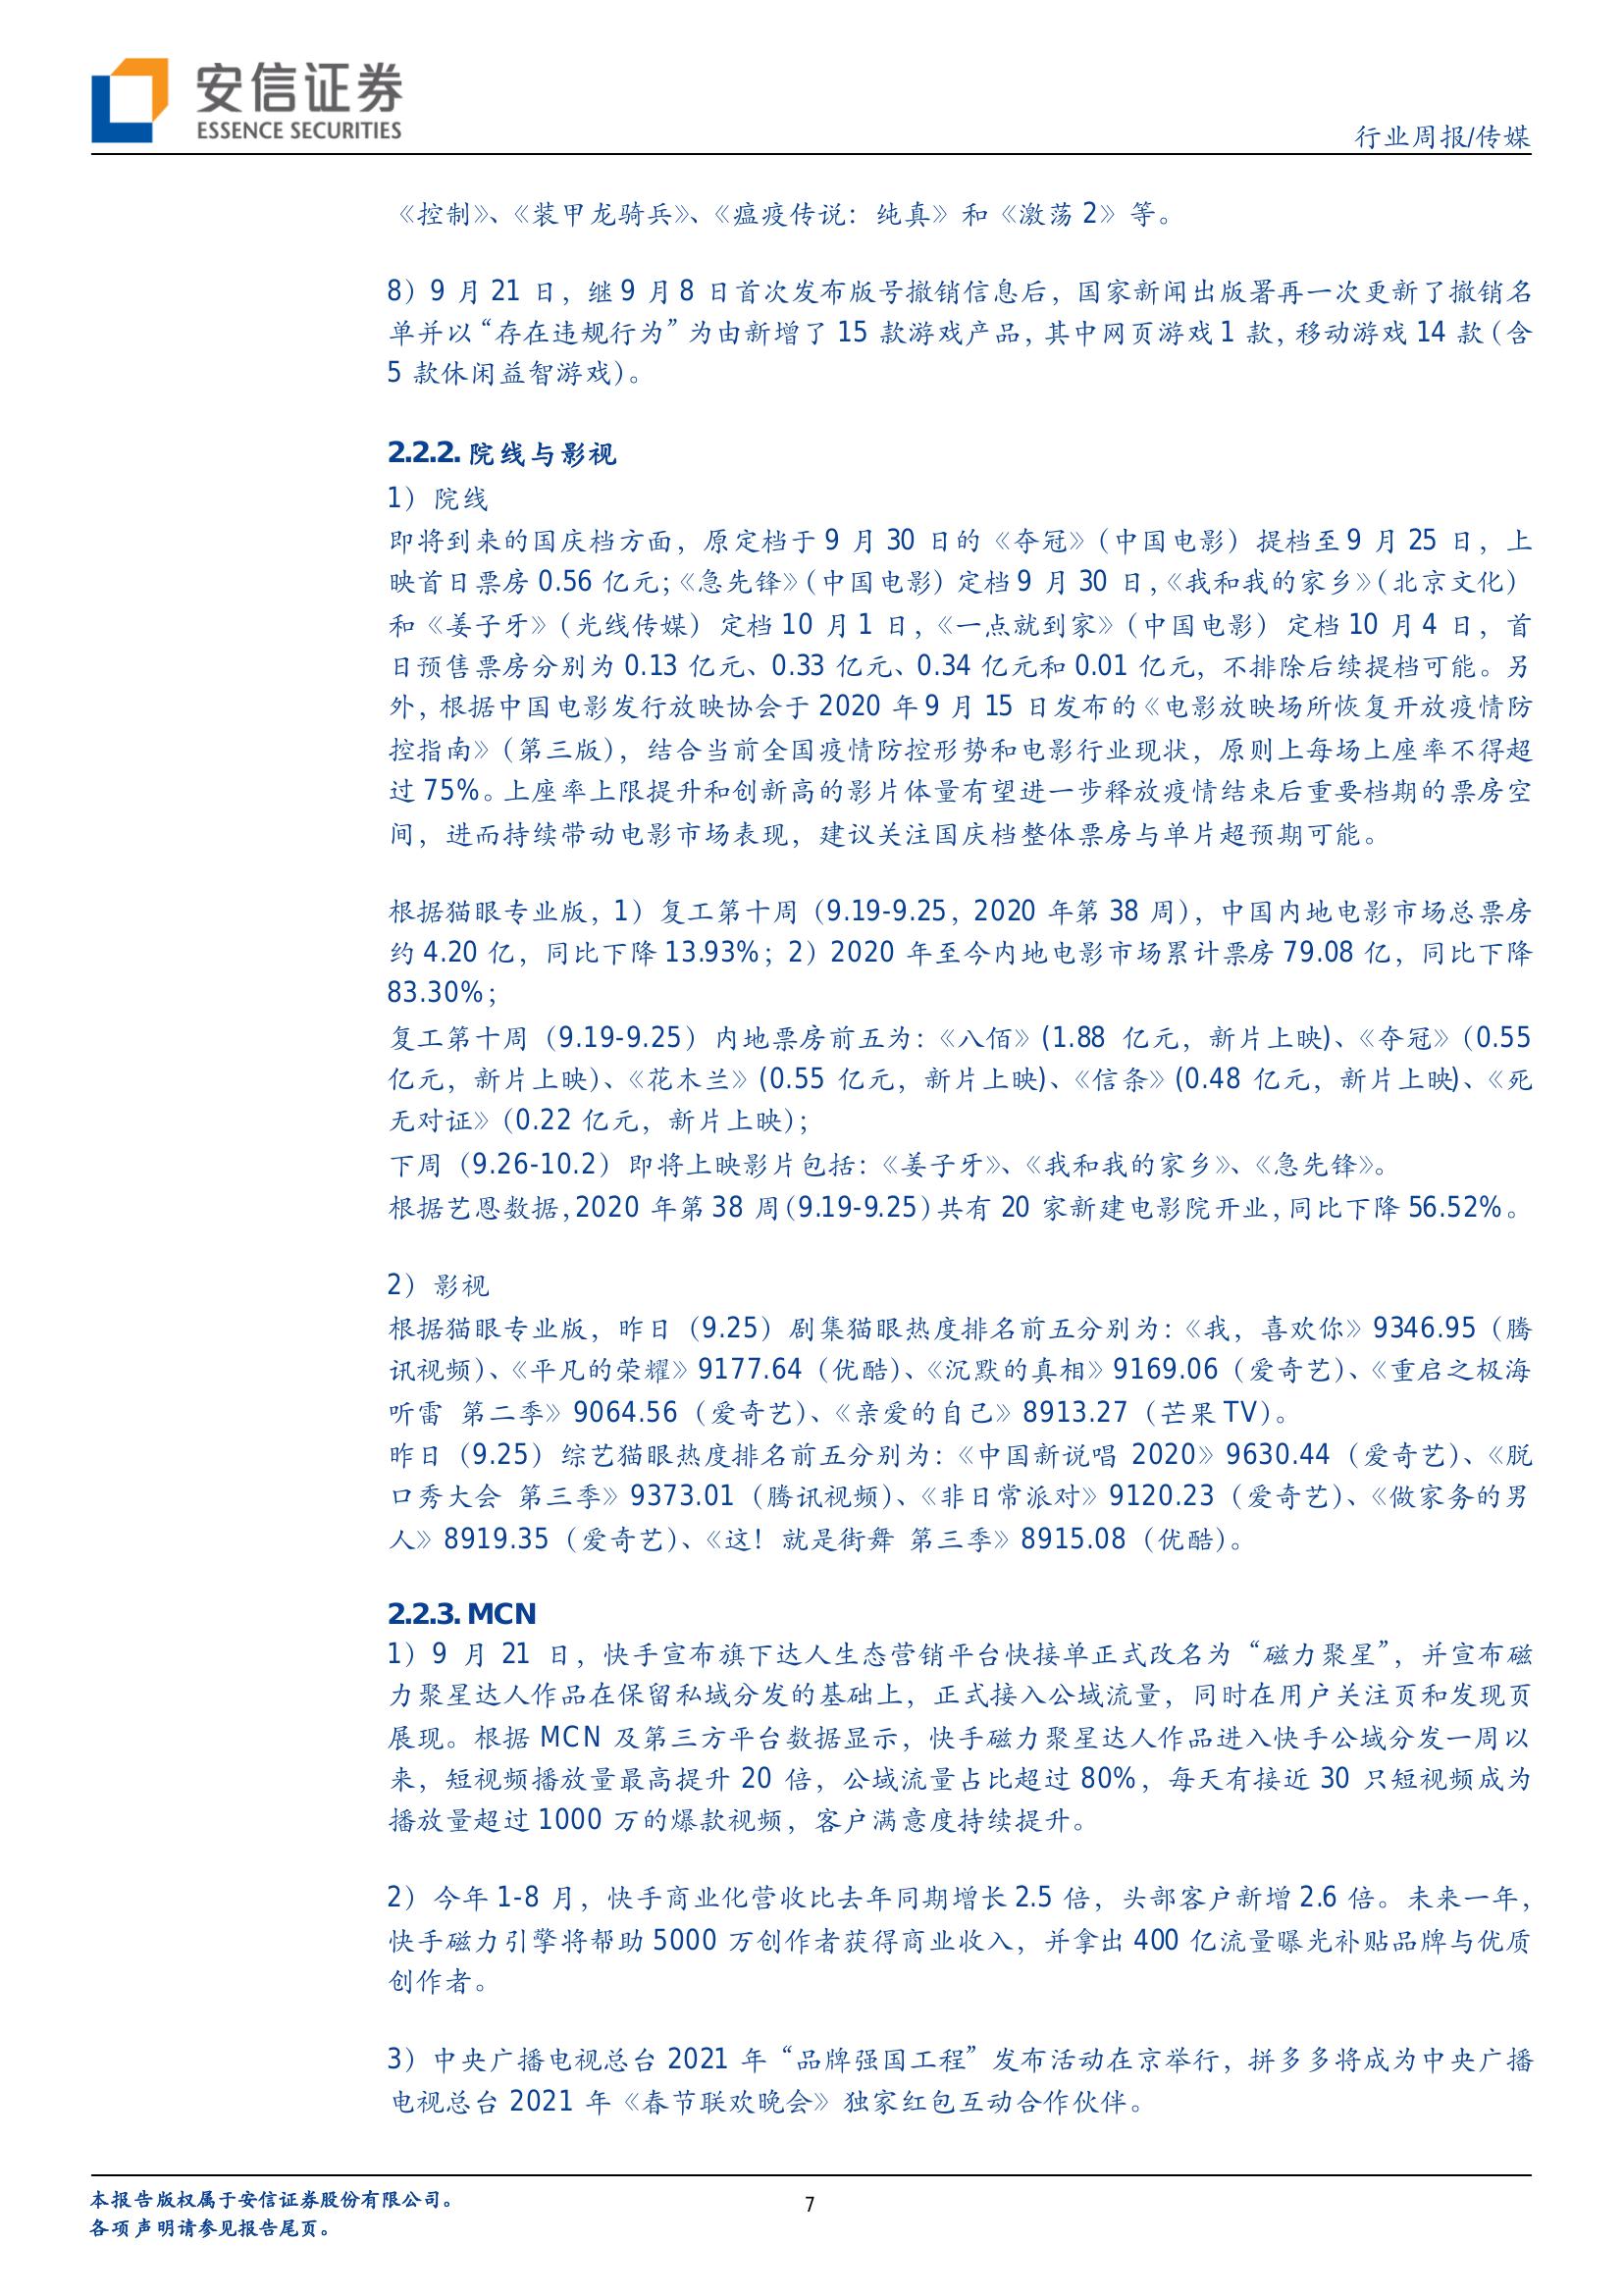 安信证券
ESSENCE SECURITIES
行业周报/传媒
《控制》、《装甲龙骑兵》、《瘟疫传说：纯真》和《激荡 2》等。
8）9 月 21 日，继 9 月 8 日首次发布版号撤销信息后，国家新闻出版署再一次更新了撤销名
单并以“存在违规行为”为由新增了 15 款游戏产品，其中网页游戏 1 款，移动游戏 14 款（含
5 款休闲益智游戏）。
2.2.2. 院线与影视
1）院线
即将到来的国庆档方面，原定档于 9 月 30 日的《夺冠》（中国电影）提档至 9 月 25 日，上
映首日票房 0.56 亿元；《急先锋》（中国电影）定档 9 月 30 日，《我和我的家乡》（北京文化）
和《姜子牙》（光线传媒）定档 10 月 1 日，《一点就到家》（中国电影）定档 10 月 4 日，首
日预售票房分别为 0.13 亿元、0.33 亿元、0.34 亿元和 0.01 亿元，不排除后续提档可能。另
外，根据中国电影发行放映协会于 2020 年 9 月 15 日发布的《电影放映场所恢复开放疫情防
控指南》（第三版），结合当前全国疫情防控形势和电影行业现状，原则上每场上座率不得超
过 75%。上座率上限提升和创新高的影片体量有望进一步释放疫情结束后重要档期的票房空
间，进而持续带动电影市场表现，建议关注国庆档整体票房与单片超预期可能。
根据猫眼专业版，1）复工第十周（9.19-9.25，2020 年第 38 周），中国内地电影市场总票房
约 4.20 亿，同比下降 13.93%；2）2020 年至今内地电影市场累计票房 79.08 亿，同比下降
83.30%；
复工第十周（9.19-9.25）内地票房前五为：《八佰》(1.88 亿元，新片上映)、《夺冠》（0.55
亿元，新片上映）、《花木兰》(0.55 亿元，新片上映)、《信条》(0.48 亿元，新片上映)、《死
无对证》（0.22 亿元，新片上映）；
下周（9.26-10.2）即将上映影片包括：《姜子牙》、《我和我的家乡》、《急先锋》。
根据艺恩数据，2020 年第 38 周（9.19-9.25）共有 20 家新建电影院开业，同比下降 56.52%。
2）影视
根据猫眼专业版，昨日（9.25）剧集猫眼热度排名前五分别为：《我，喜欢你》9346.95（腾
讯视频）、《平凡的荣耀》9177.64（优酷）、《沉默的真相》9169.06（爱奇艺）、《重启之极海
听雷 第二季》9064.56（爱奇艺）、《亲爱的自己》8913.27（芒果 TV）。
昨日（9.25）综艺猫眼热度排名前五分别为：《中国新说唱 2020》9630.44（爱奇艺）、《脱
口秀大会 第三季》9373.01（腾讯视频）、《非日常派对》9120.23（爱奇艺）、《做家务的男
人》8919.35（爱奇艺）、《这！就是街舞 第三季》8915.08（优酷）。
2.2.3. MCN
1）9 月 21 日，快手宣布旗下达人生态营销平台快接单正式改名为“磁力聚星”，并宣布磁
力聚星达人作品在保留私域分发的基础上，正式接入公域流量，同时在用户关注页和发现页
展现。根据 MCN 及第三方平台数据显示，快手磁力聚星达人作品进入快手公域分发一周以
来，短视频播放量最高提升 20 倍，公域流量占比超过 80%，每天有接近 30 只短视频成为
播放量超过 1000 万的爆款视频，客户满意度持续提升。
2）今年 1-8 月，快手商业化营收比去年同期增长 2.5 倍，头部客户新增 2.6 倍。未来一年，
快手磁力引擎将帮助 5000 万创作者获得商业收入，并拿出 400 亿流量曝光补贴品牌与优质
创作者。
3）中央广播电视总台 2021 年“品牌强国工程”发布活动在京举行，拼多多将成为中央广播
电视总台 2021 年《春节联欢晚会》独家红包互动合作伙伴。
本报告版权属于安信证券股份有限公司。
各项声明请参见报告尾页。
7